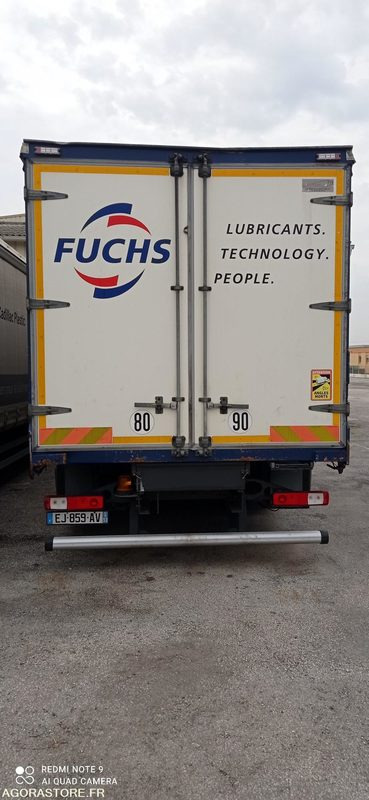 FUCHS
LUBRICANTS.
TECHNOLOGY.
PEOPLE.
ANGLES
MORTS
80
90
EJ-859-AV
REDMI NOTE 9
AI QUAD CAMERA
AGORASTORE.FR